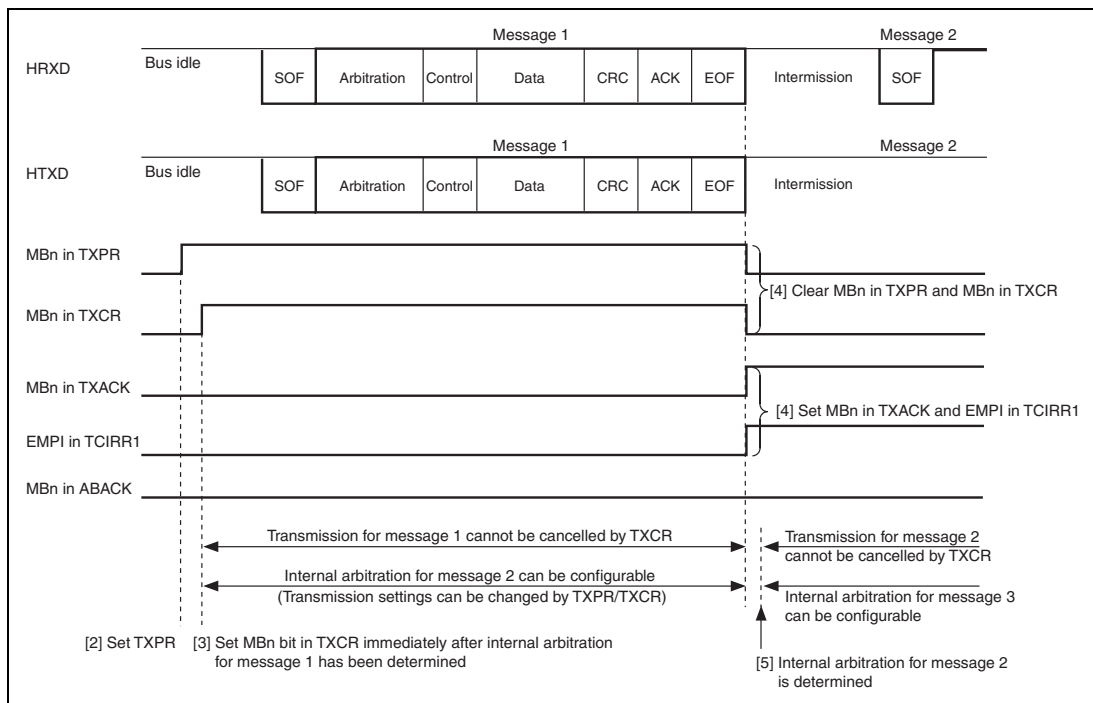 Message 1
Message 2
HRXD
Bus idle
SOF
Arbitration
Control
Data
CRC
ACK
EOF
Intermission
SOF
Message 1
Message 2
HTXD
Bus idle
SOF
Arbitration
Control
Data
CRC
ACK
EOF
Intermission
MBn in TXPR
[4] Clear MBn in TXPR and MBn in TXCR
MBn in TXCR
MBn in TXACK
[4] Set MBn in TXACK and EMPI in TCIRR1
EMPI in TCIRR1
MBn in ABACK
Transmission for message 1 cannot be cancelled by TXCR
Transmission for message 2
cannot be cancelled by TXCR
Internal arbitration for message 2 can be configurable
(Transmission settings can be changed by TXPR/TXCR)
Internal arbitration for message 3
can be configurable
[2] Set TXPR
[3] Set MBn bit in TXCR immediately after internal arbitration
for message 1 has been determined
[5] Internal arbitration for message 2
is determined